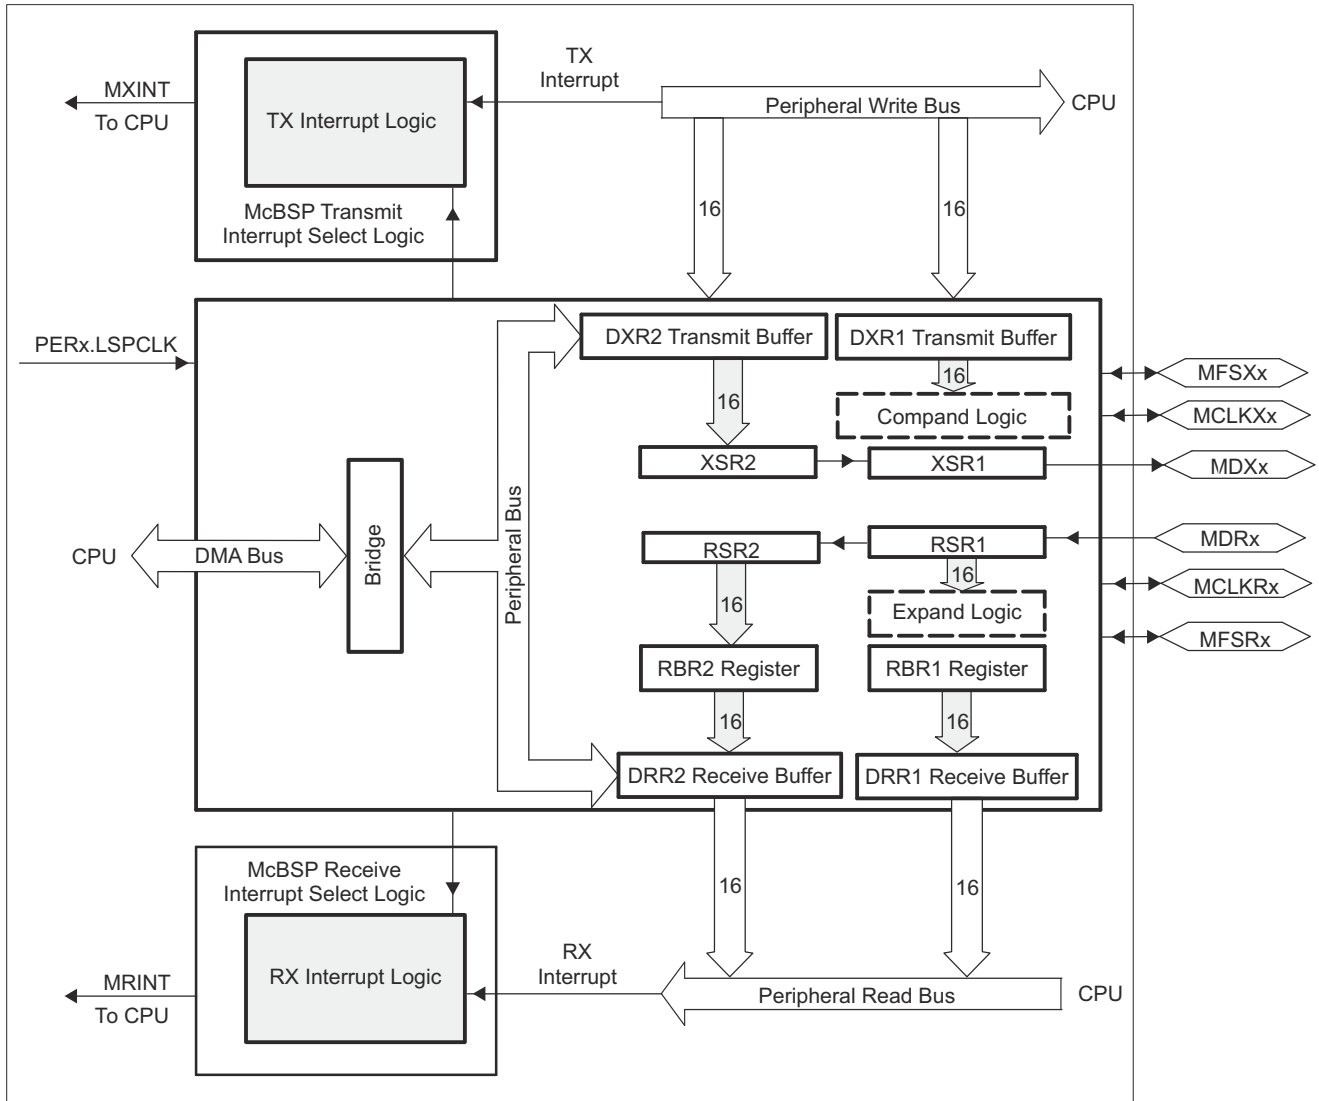 TX
Interrupt
MXINT
To CPU
TX Interrupt Logic
Peripheral Write Bus
CPU
McBSP Transmit
Interrupt Select Logic
16
16
PERx.LSPCLK
DXR2 Transmit Buffer
DXR1 Transmit Buffer
16
16
Compand Logic
XSR2
XSR1
MFSXx
MCLKXx
MDXx
CPU
DMA Bus
Bridge
Peripheral Bus
RSR2
RSR1
16
16
Expand Logic
RBR2 Register
RBR1 Register
16
16
DRR2 Receive Buffer
DRR1 Receive Buffer
MDRx
MCLKRx
MFSRx
McBSP Receive
Interrupt Select Logic
16
16
RX Interrupt Logic
MRINT
To CPU
RX
Interrupt
Peripheral Read Bus
CPU